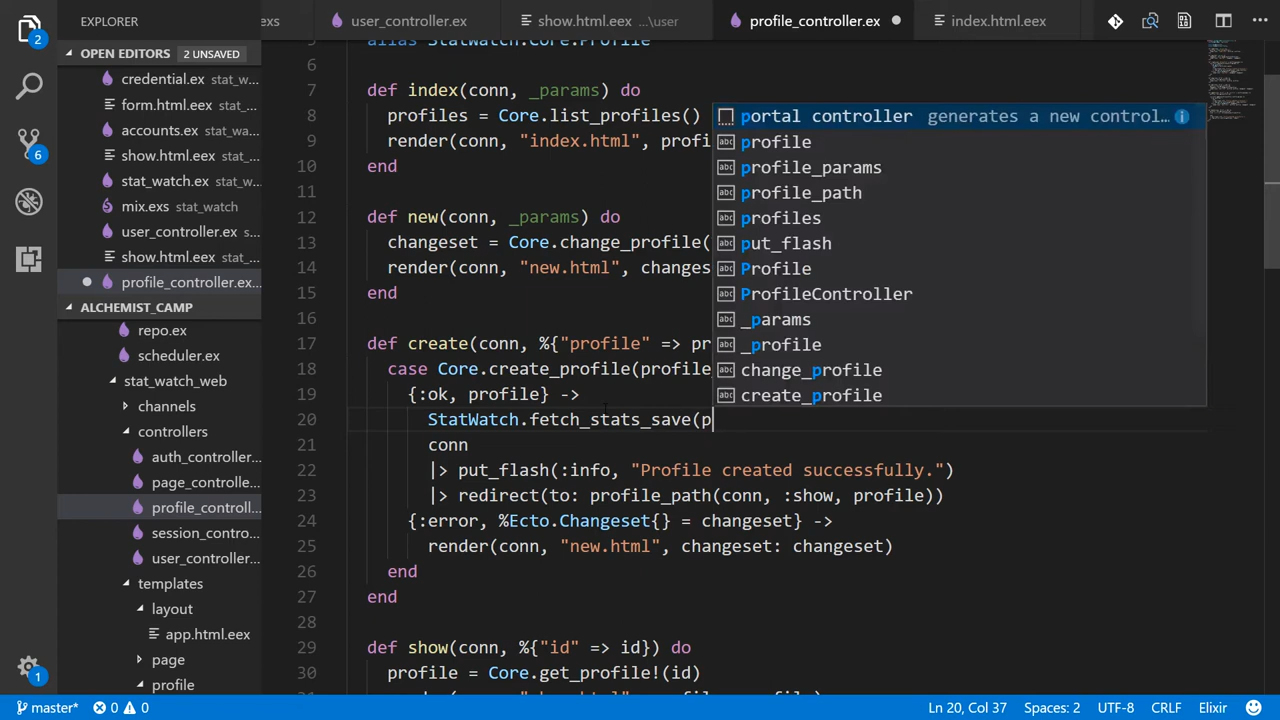 EXPLORER
OPEN EDITORS 2 UNSAVED
credential.ex stat_w...
form.html.eex stat_w...
accounts.ex stat_wa...
show.html.eex stat_w...
stat_watch.ex stat_w...
mix.exs stat_watch
user_controller.ex s...
show.html.eex stat_w...
profile_controller.ex...
ALCHEMIST_CAMP
repo.ex
scheduler.ex
stat_watch_web
channels
controllers
auth_controller...
page_controlle...
profile_controll...
session_contro...
user_controller...
templates
layout
app.html.eex
page
profile
2
6
1
exs
user_controller.ex
show.html.eex ...\user
profile_controller.ex
index.html.eex
5 alias StatWatch.Core.Profile
6
7 def index(conn, _params) do
8 profiles = Core.list_profiles()
9 render(conn, "index.html", profi
10 end
11
12 def new(conn, _params) do
13 changeset = Core.change_profile(
14 render(conn, "new.html", changes
15 end
16
17 def create(conn, %{"profile" => pr
18 case Core.create_profile(profile_
19 {:ok, profile} ->
20 StatWatch.fetch_stats_save(p
21 conn
22 |> put_flash(:info, "Profile created successfully.")
23 |> redirect(to: profile_path(conn, :show, profile))
24 {:error, %Ecto.Changeset{} = changeset} ->
25 render(conn, "new.html", changeset: changeset)
26 end
27 end
28
29 def show(conn, %{"id" => id}) do
30 profile = Core.get_profile!(id)
portal controller generates a new control...
profile
profile_params
profile_path
profiles
put_flash
Profile
ProfileController
_params
_profile
change_profile
create_profile
master* 0 0
Ln 20, Col 37 Spaces: 2 UTF-8 CRLF Elixir